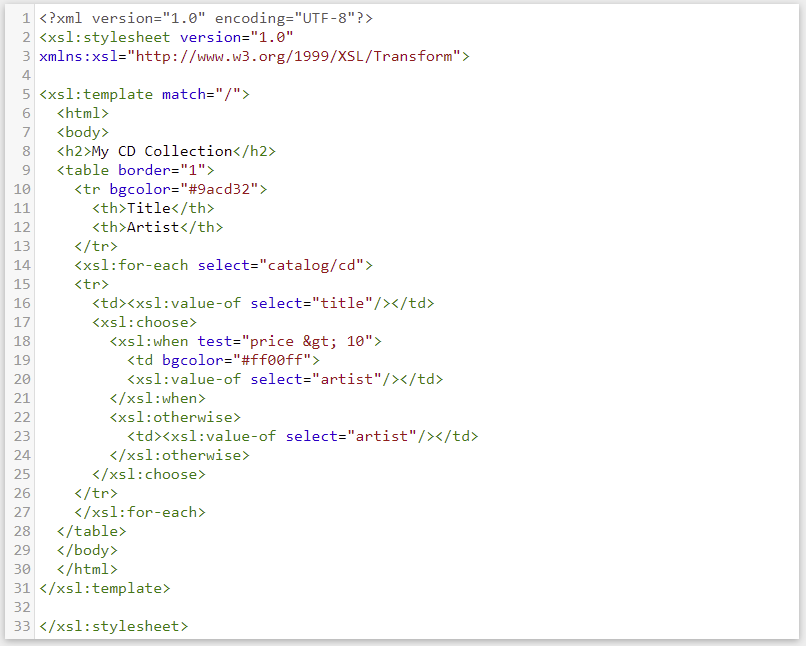 1 <?xml version="1.0" encoding="UTF-8"?>
2 <xsl:stylesheet version="1.0"
3 xmlns:xsl="http://www.w3.org/1999/XSL/Transform">
4
5 <xsl:template match="/">
6   <html>
7   <body>
8   <h2>My CD Collection</h2>
9   <table border="1">
10     <tr bgcolor="#9acd32">
11       <th>Title</th>
12       <th>Artist</th>
13     </tr>
14     <xsl:for-each select="catalog/cd">
15     <tr>
16       <td><xsl:value-of select="title"/></td>
17       <xsl:choose>
18         <xsl:when test="price &gt; 10">
19           <td bgcolor="#ff00ff">
20           <xsl:value-of select="artist"/></td>
21         </xsl:when>
22         <xsl:otherwise>
23           <td><xsl:value-of select="artist"/></td>
24         </xsl:otherwise>
25       </xsl:choose>
26     </tr>
27     </xsl:for-each>
28   </table>
29   </body>
30   </html>
31 </xsl:template>
32
33 </xsl:stylesheet>